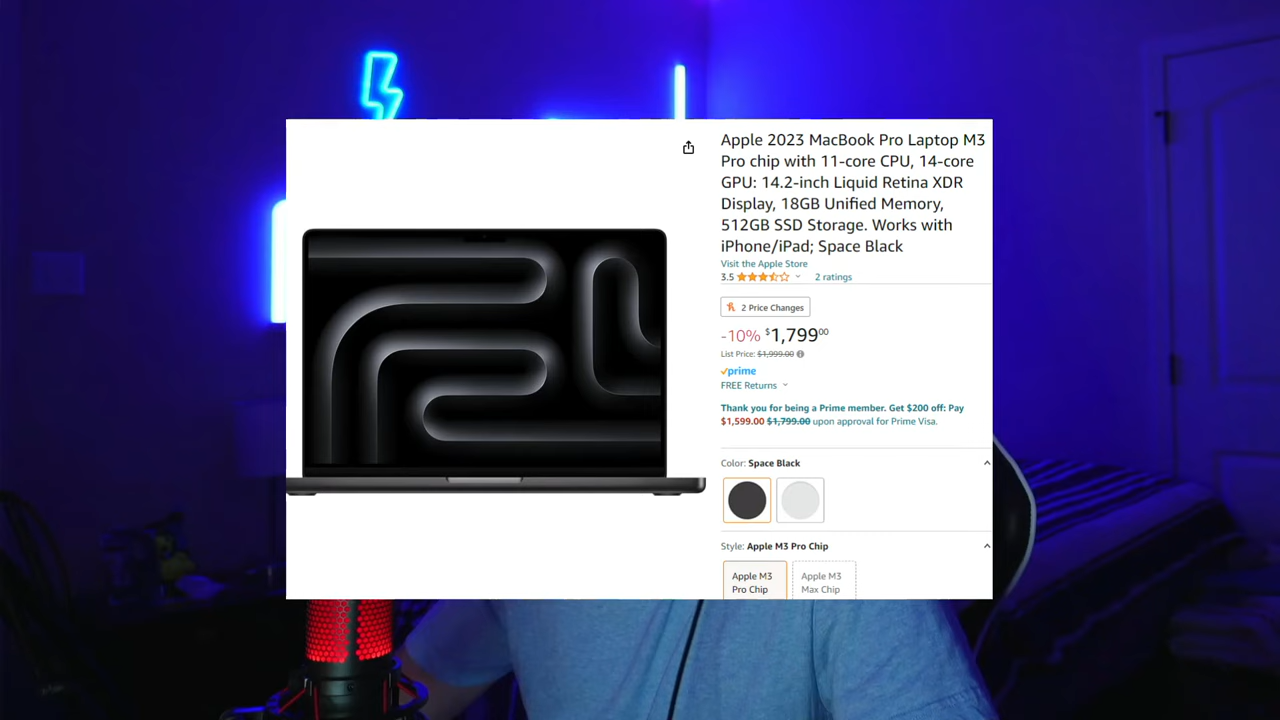 Apple 2023 MacBook Pro Laptop M3
Pro chip with 11-core CPU, 14-core
GPU: 14.2-inch Liquid Retina XDR
Display, 18GB Unified Memory,
512GB SSD Storage. Works with
iPhone/iPad; Space Black
Visit the Apple Store
3.5 2 ratings
2 Price Changes
-10% $1,79900
List Price: $1,999.00
prime
FREE Returns
Thank you for being a Prime member. Get $200 off: Pay
$1,599.00 $1,799.00 upon approval for Prime Visa.
Color: Space Black
Style: Apple M3 Pro Chip
Apple M3
Pro Chip
Apple M3
Max Chip